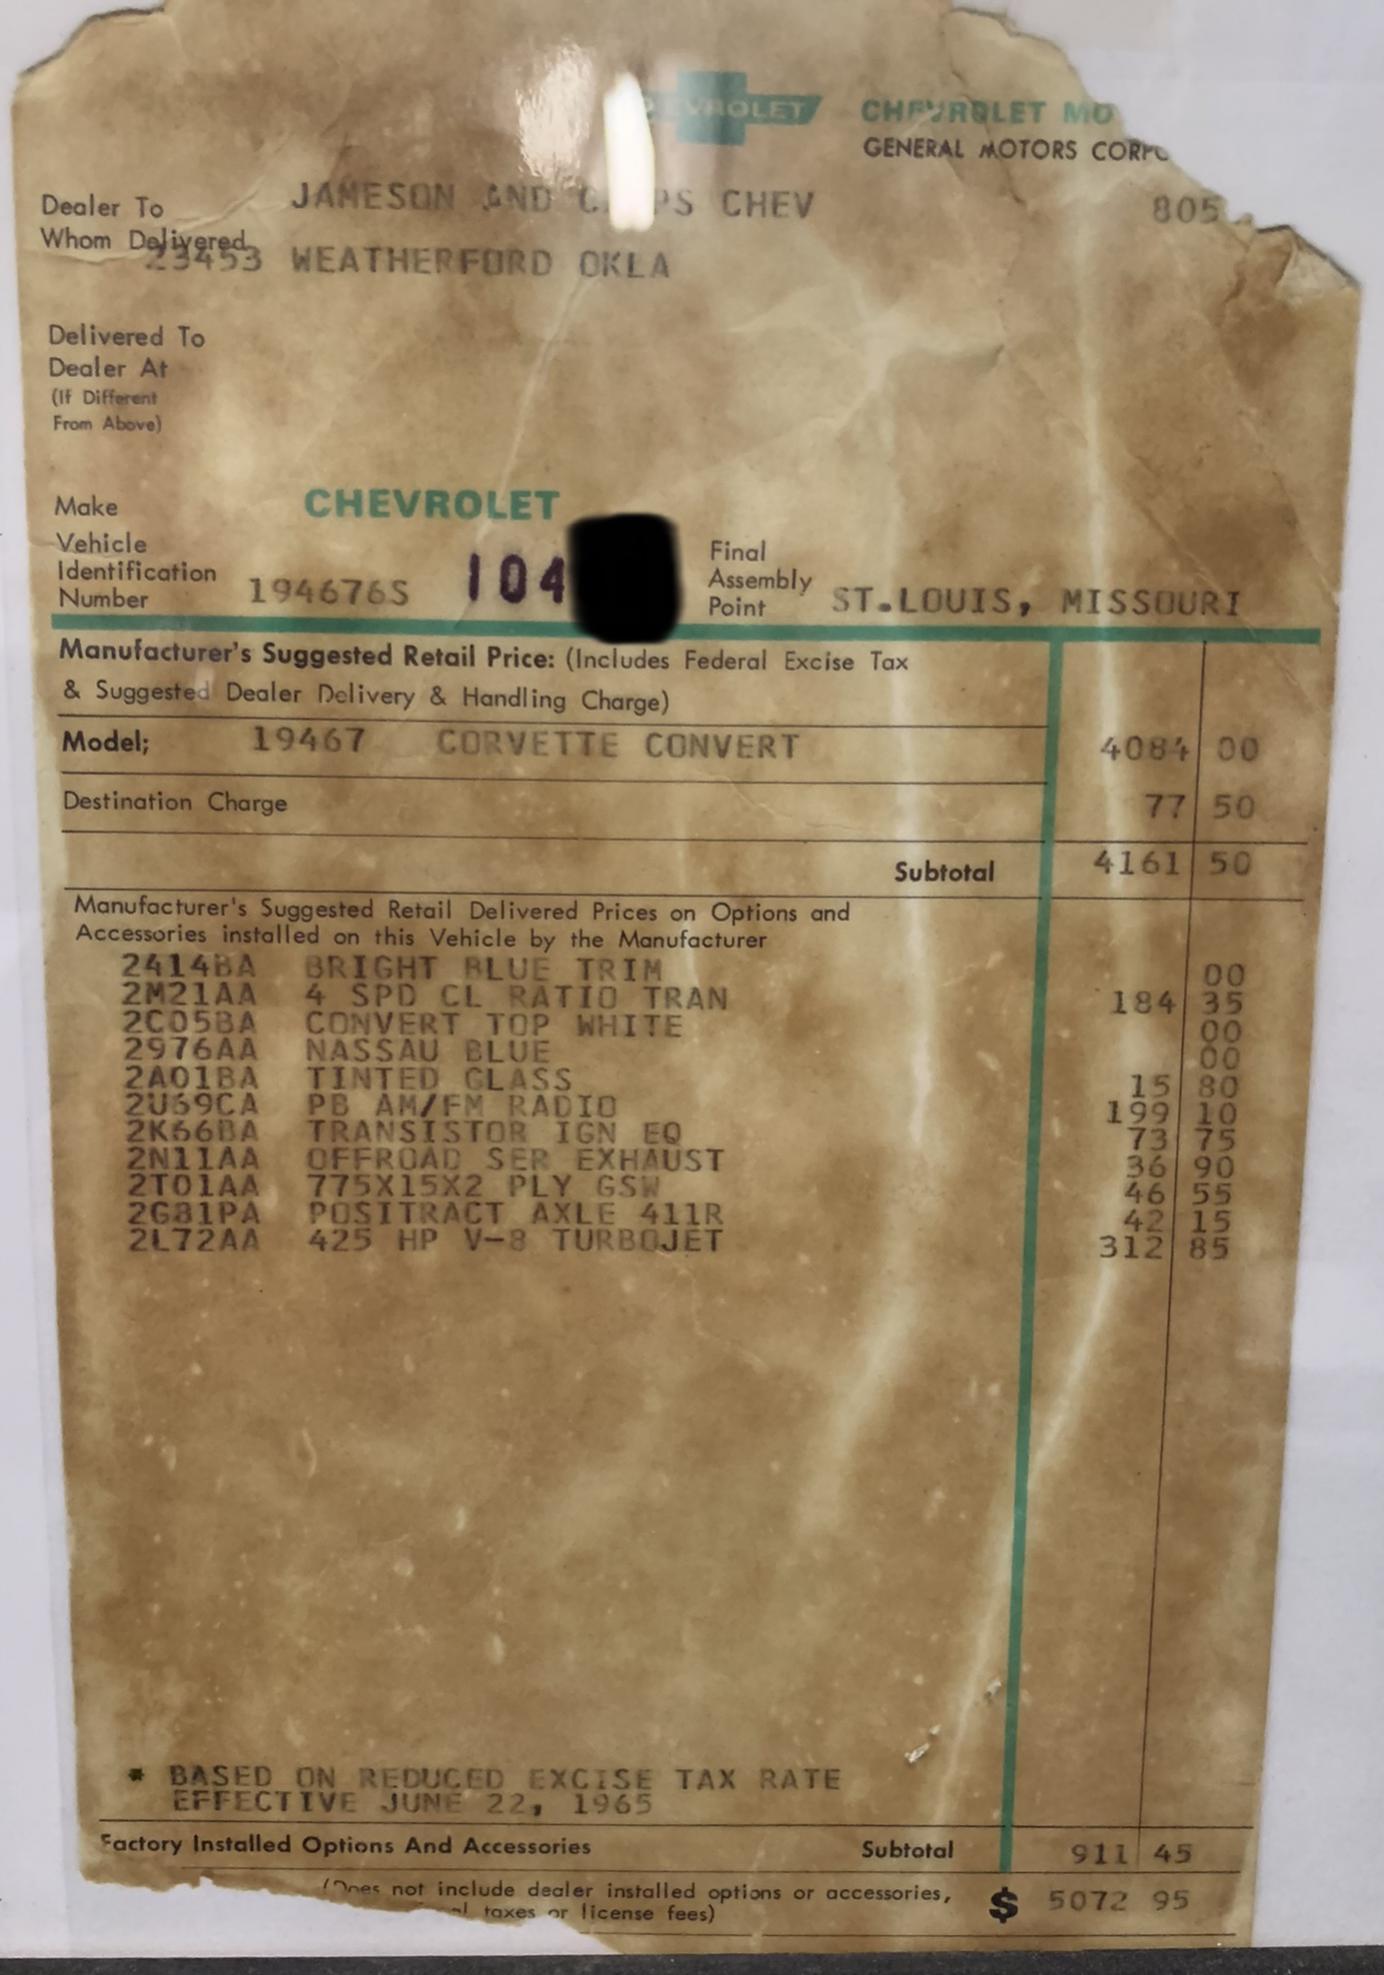 CHEVROLET CHEVROLET MO
GENERAL MOTORS CORPO
Dealer To JAMESON AND CHEV 805
Whom Delivered
23453 WEATHERFORD OKLA
Delivered To
Dealer At
(If Different
From Above)
Make CHEVROLET
Vehicle
Identification
Number 194676S 104
Final
Assembly
Point ST.LOUIS, MISSOURI
Manufacturer's Suggested Retail Price: (Includes Federal Excise Tax
& Suggested Dealer Delivery & Handling Charge)
Model; 19467 CORVETTE CONVERT 4084 00
Destination Charge 77 50
Subtotal 4161 50
Manufacturer's Suggested Retail Delivered Prices on Options and
Accessories installed on this Vehicle by the Manufacturer
2414BA BRIGHT BLUE TRIM 00
2M21AA 4 SPD CL RATIO TRAN 184 35
2C05BA CONVERT TOP WHITE 00
2976AA NASSAU BLUE 00
2A01BA TINTED GLASS 15 80
2U69CA PB AM/FM RADIO 199 10
2K66BA TRANSISTOR IGN EQ 73 75
2N11AA OFFROAD SER EXHAUST 36 90
2T01AA 775X15X2 PLY GSW 46 55
2G81PA POSITRACT AXLE 411R 42 15
2L72AA 425 HP V-8 TURBOJET 312 85
* BASED ON REDUCED EXCISE TAX RATE
EFFECTIVE JUNE 22, 1965
Factory Installed Options And Accessories Subtotal 911 45
(Does not include dealer installed options or accessories, $ 5072 95
taxes or license fees)